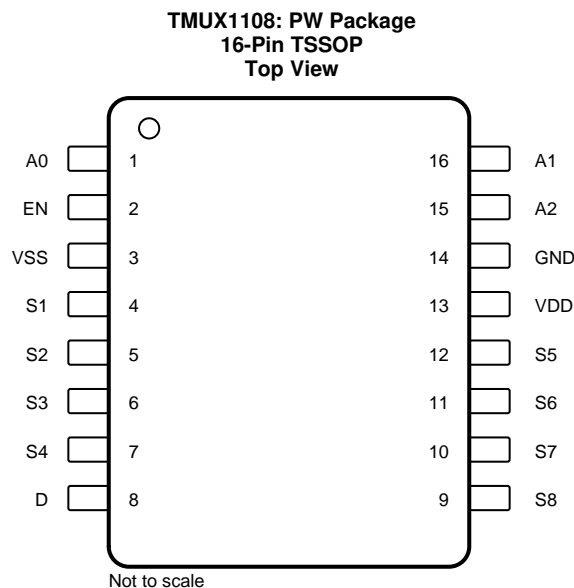 TMUX1108: PW Package
16-Pin TSSOP
Top View
A0 1 16 A1
EN 2 15 A2
VSS 3 14 GND
S1 4 13 VDD
S2 5 12 S5
S3 6 11 S6
S4 7 10 S7
D 8 9 S8
Not to scale